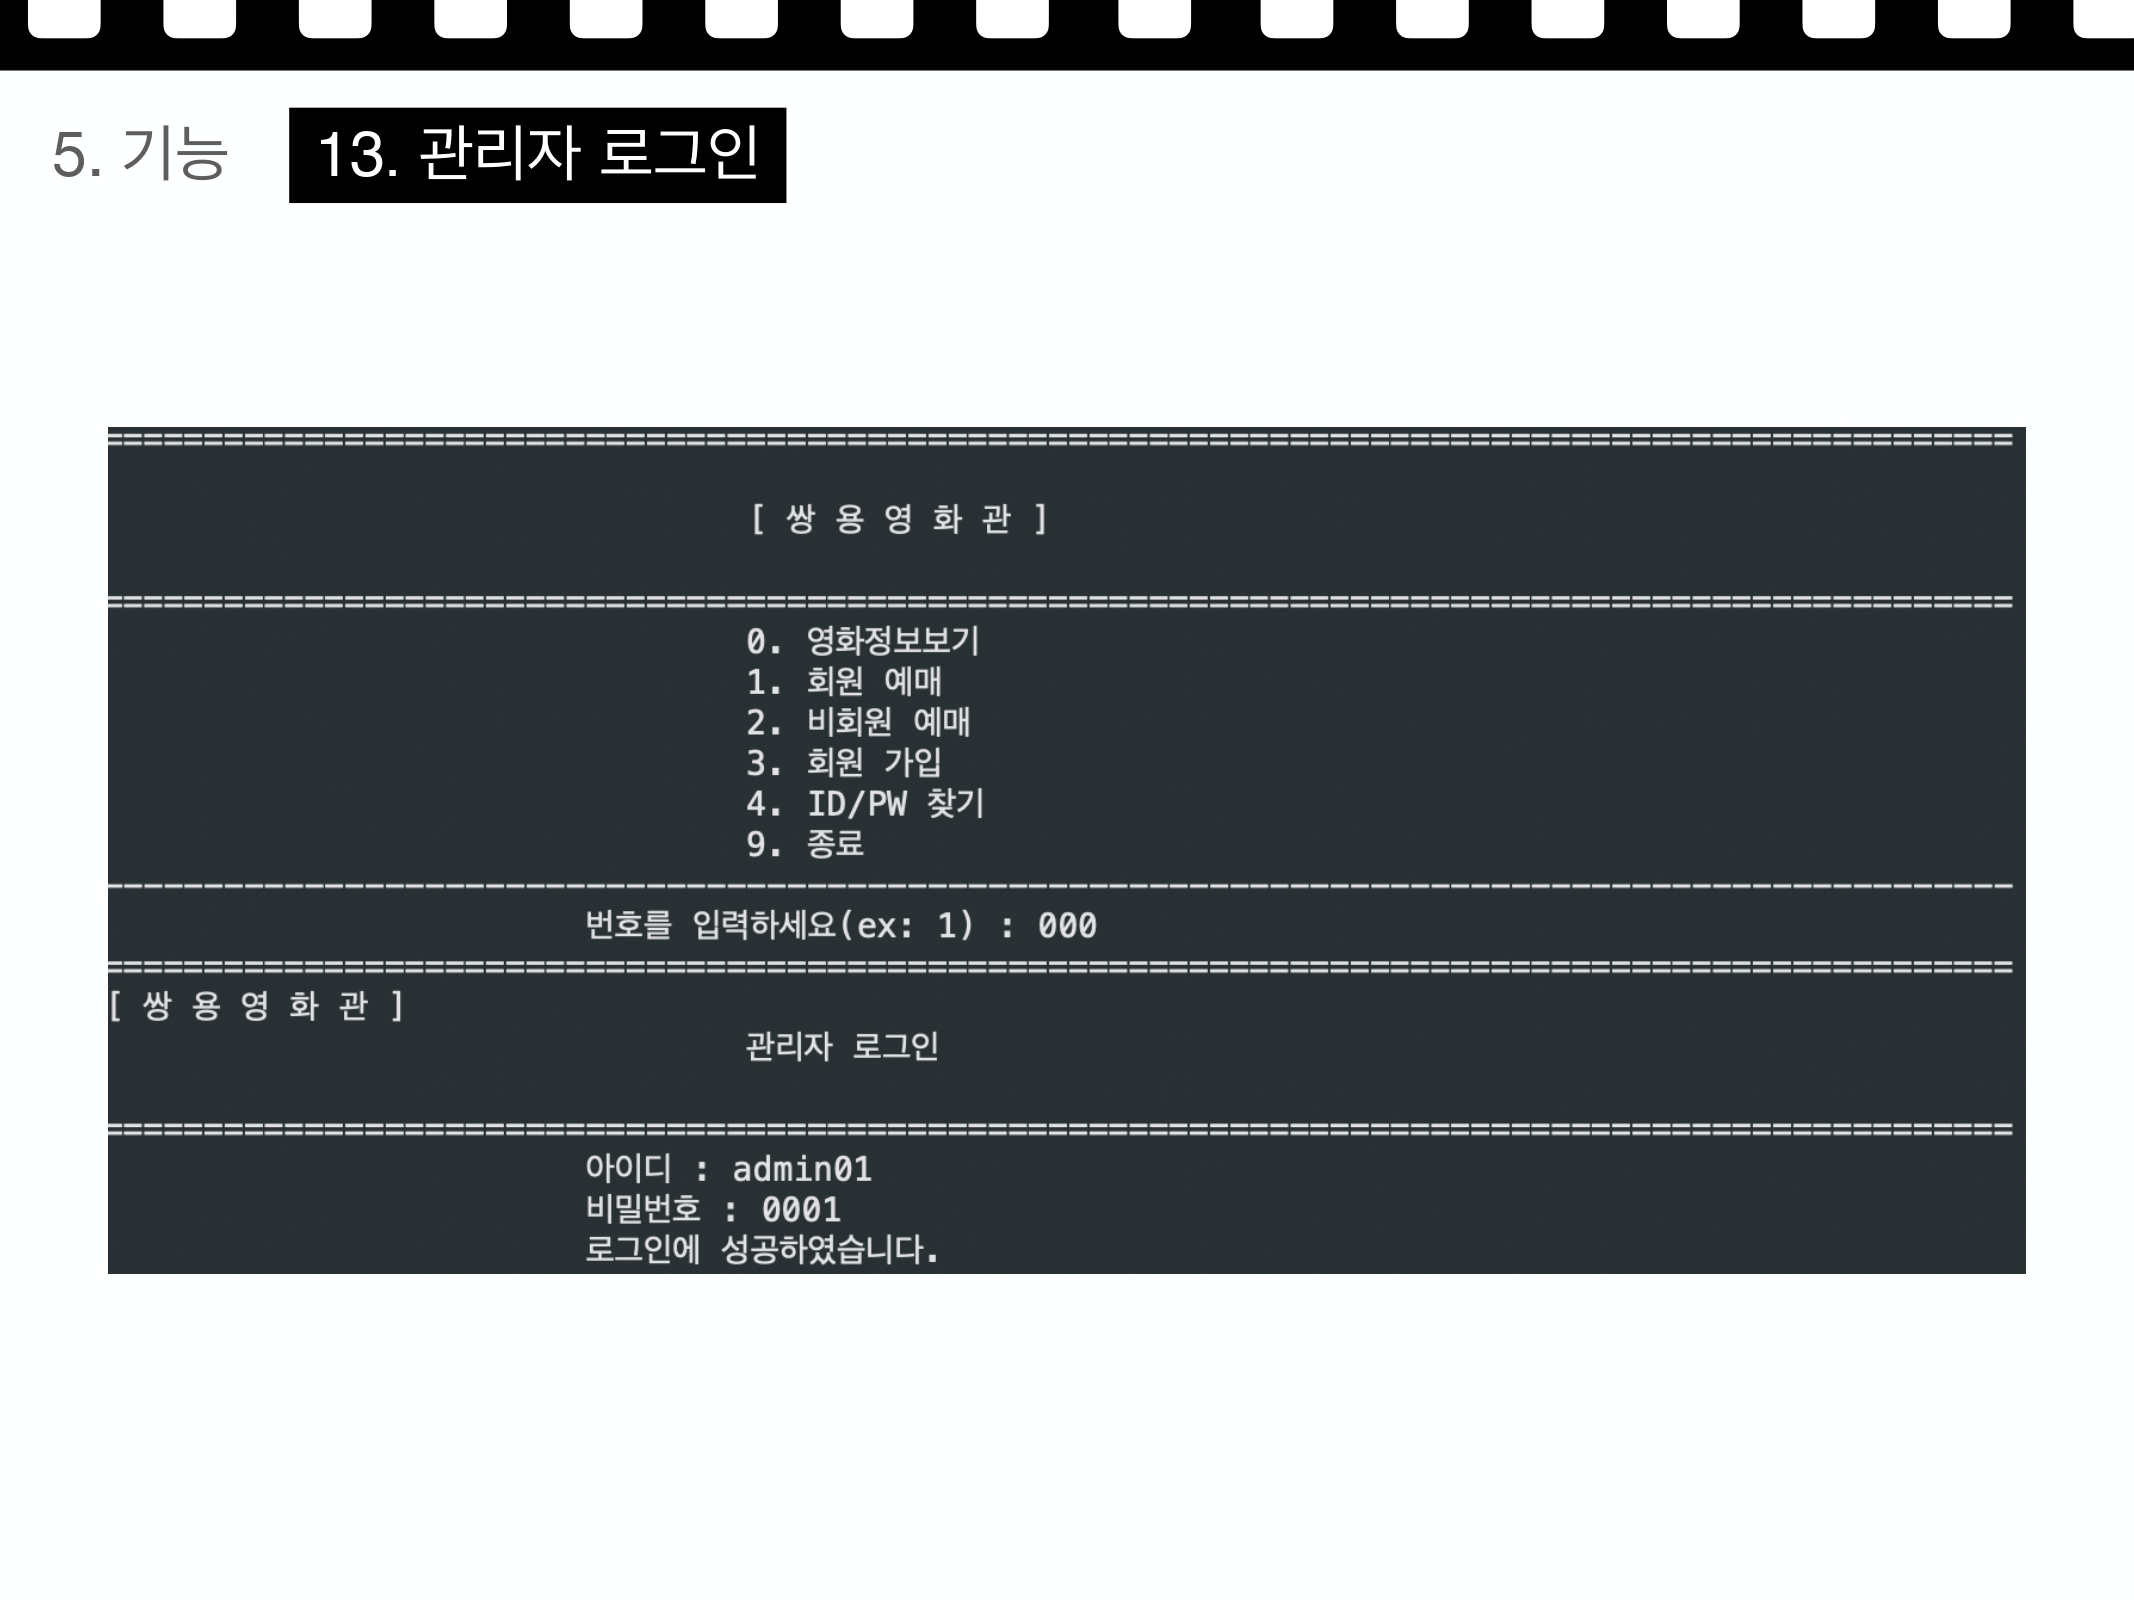 5. 기능
13. 관리자 로그인
===============================================================================================
[ 쌍 용 영 화 관 ]
===============================================================================================
0. 영화정보보기
1. 회원 예매
2. 비회원 예매
3. 회원 가입
4. ID/PW 찾기
9. 종료
-----------------------------------------------------------------------------------------------
번호를 입력하세요(ex: 1) : 000
===============================================================================================
[ 쌍 용 영 화 관 ]
관리자 로그인
===============================================================================================
아이디 : admin01
비밀번호 : 0001
로그인에 성공하였습니다.